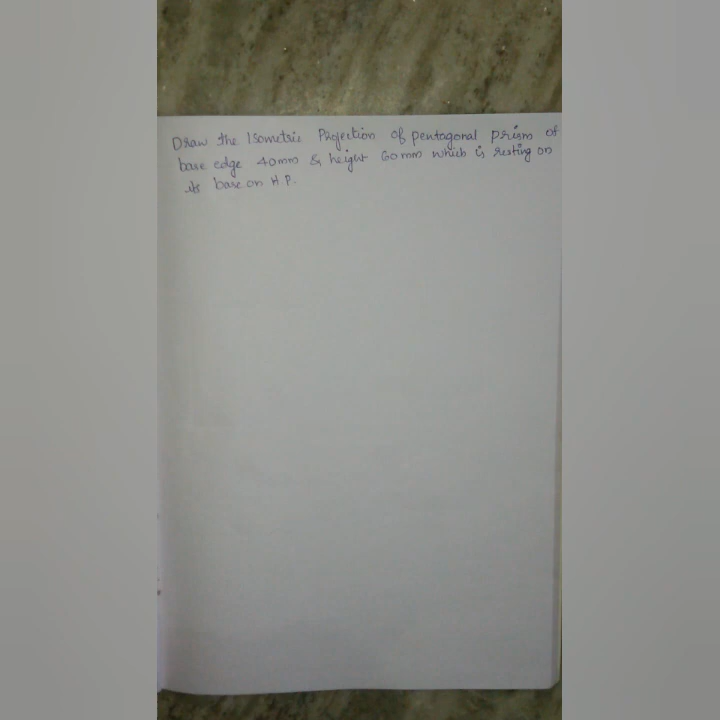 Draw the Isometric Projection of pentagonal prism of
base edge 40mm & height 60mm which is resting on
its base on H.P.